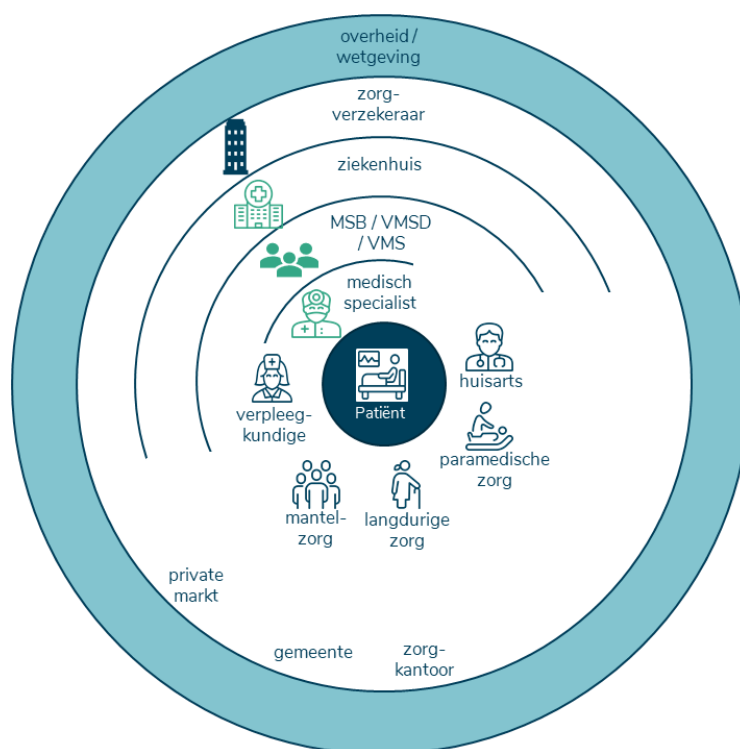 overheid /
wetgeving
zorg-
verzekeraar
ziekenhuis
MSB / VMSD
/ VMS
medisch
specialist
huisarts
Patiënt
verpleeg-
kundige
paramedische
zorg
mantel-
zorg
langdurige
zorg
private
markt
gemeente
zorg-
kantoor